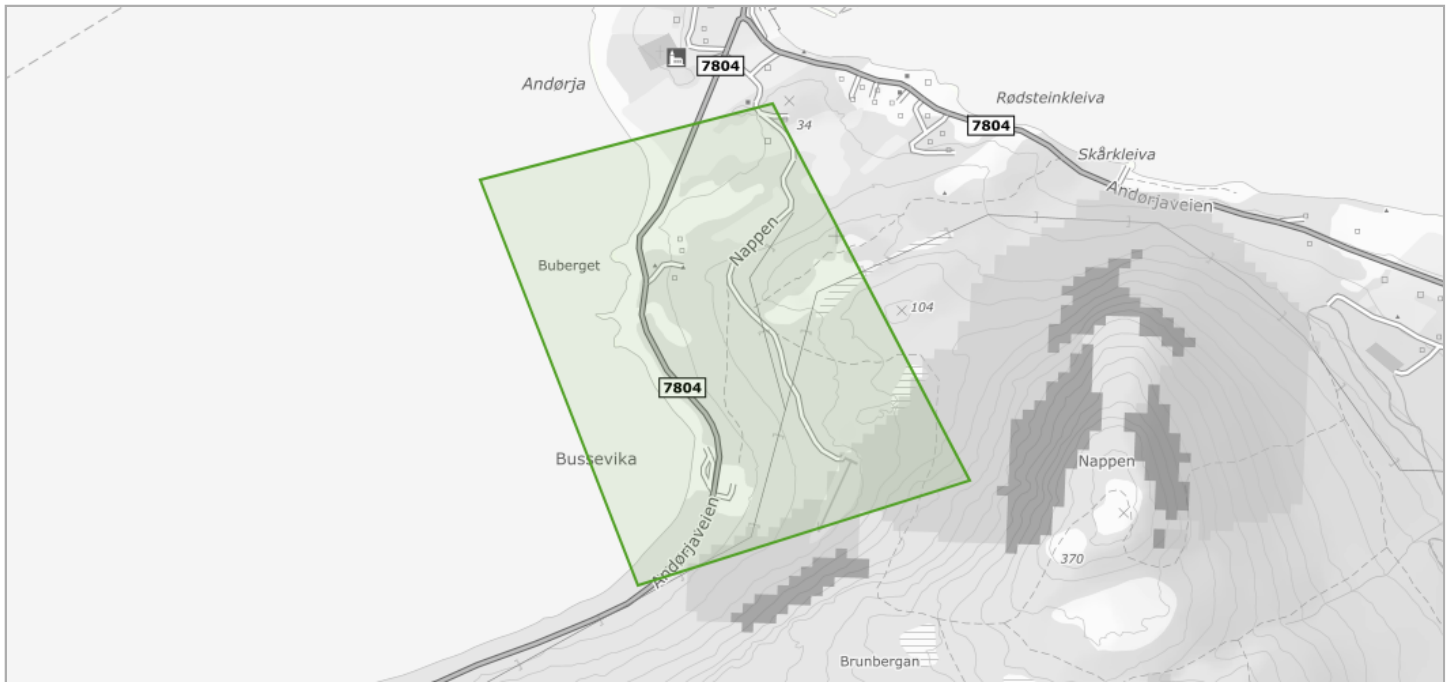 7804
Andørja
Rødsteinkleiva
34
7804
Skårkleiva
Andørjaveien
Nappen
Buberget
104
7804
Bussevika
Nappen
Andørjaveien
370
Brunbergan